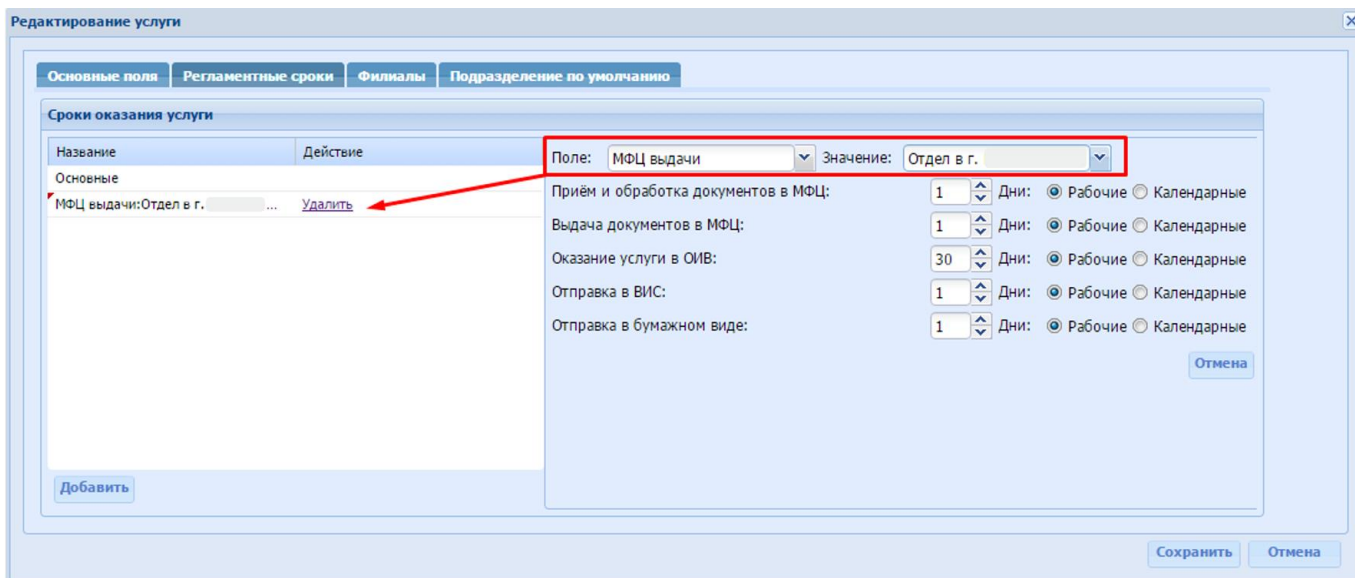 Редактирование услуги
Основные поля Регламентные сроки Филиалы Подразделение по умолчанию
Сроки оказания услуги
Название Действие
Основные
МФЦ выдачи:Отдел в г. ... Удалить
Добавить
Поле: МФЦ выдачи Значение: Отдел в г.
Приём и обработка документов в МФЦ: 1 Дни: Рабочие Календарные
Выдача документов в МФЦ: 1 Дни: Рабочие Календарные
Оказание услуги в ОИВ: 30 Дни: Рабочие Календарные
Отправка в ВИС: 1 Дни: Рабочие Календарные
Отправка в бумажном виде: 1 Дни: Рабочие Календарные
Отмена
Сохранить Отмена